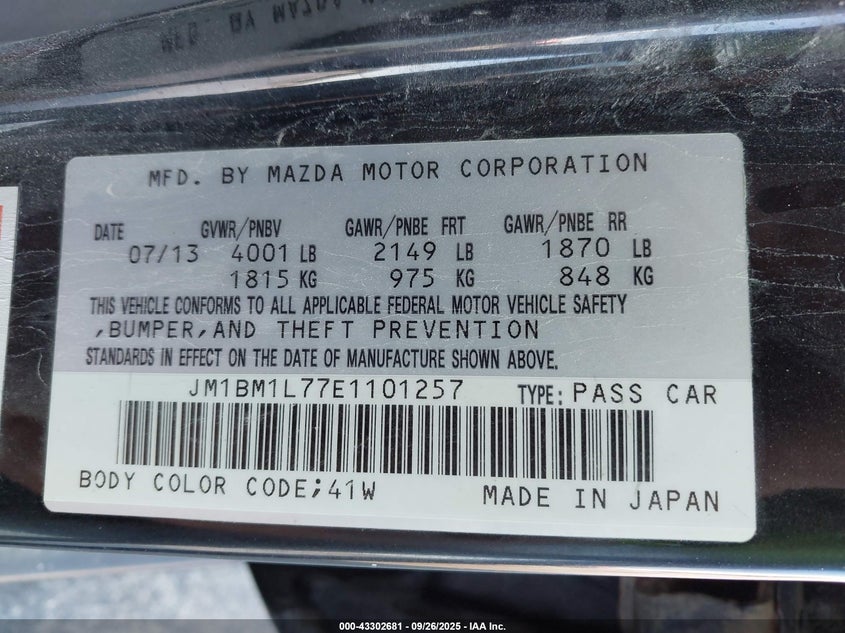 MFD. BY MAZDA MOTOR CORPORATION
DATE GVWR/PNBV GAWR/PNBE FRT GAWR/PNBE RR
07/13 4001 LB 2149 LB 1870 LB
1815 KG 975 KG 848 KG
THIS VEHICLE CONFORMS TO ALL APPLICABLE FEDERAL MOTOR VEHICLE SAFETY
,BUMPER,AND THEFT PREVENTION
STANDARDS IN EFFECT ON THE DATE OF MANUFACTURE SHOWN ABOVE.
JM1BM1L77E1101257 TYPE: PASS CAR
BODY COLOR CODE;41W MADE IN JAPAN
000-43302681 - 09/26/2025 - IAA Inc.